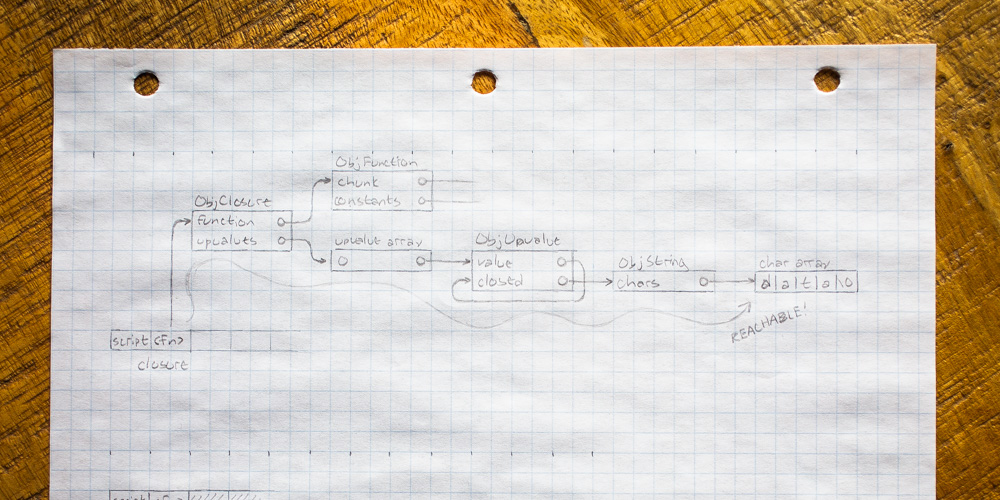 ObjFunction
chunk
constants
ObjClosure
function
upvalues
upvalue array
ObjUpvalue
value
closed
ObjString
chars
char array
d|a|t|a|\0
REACHABLE!
script <fn>
closure
script